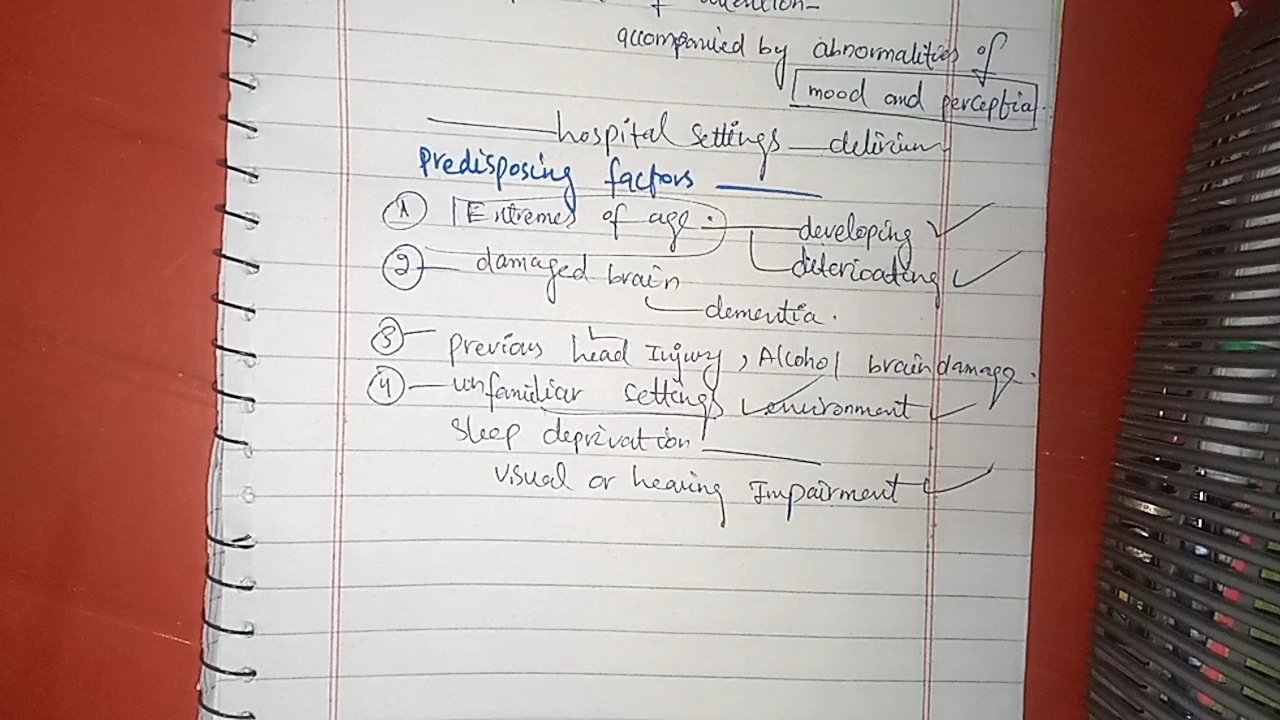 accompanied by abnormalities of
mood and perceptia
hospital settings — delirium
Predisposing factors —
① Extremes of age. — developing ✓
deterioating ✓
② — damaged brain
dementia.
③ — previous head Injury, Alcohol brain damage.
④ — unfamiliar settings environment
Sleep deprivation —
visual or hearing Impairment